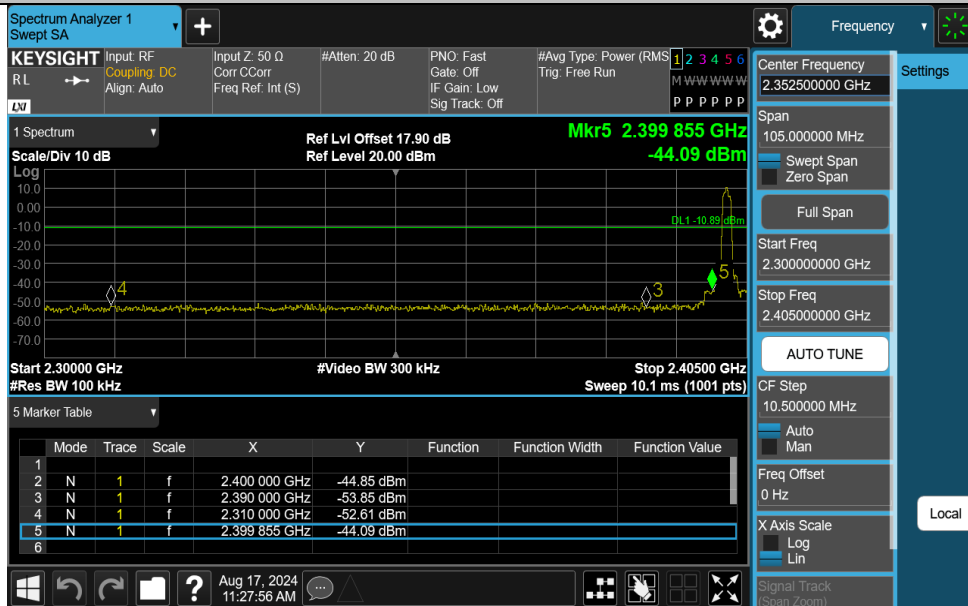 Spectrum Analyzer 1
Swept SA
+
Frequency
KEYSIGHT
RL
LXI
Input: RF
Coupling: DC
Align: Auto
Input Z: 50 Ω
Corr CCorr
Freq Ref: Int (S)
#Atten: 20 dB
PNO: Fast
Gate: Off
IF Gain: Low
Sig Track: Off
#Avg Type: Power (RMS
Trig: Free Run
1 2 3 4 5 6
M W W W W W
P P P P P P
1 Spectrum
Scale/Div 10 dB
Ref Lvl Offset 17.90 dB
Ref Level 20.00 dBm
Mkr5 2.399 855 GHz
-44.09 dBm
Log
10.0
0.00
-10.0
-20.0
-30.0
-40.0
-50.0
-60.0
-70.0
DL1 -10.89 dBm
4
3
5
Start 2.30000 GHz
#Video BW 300 kHz
Stop 2.40500 GHz
#Res BW 100 kHz
Sweep 10.1 ms (1001 pts)
5 Marker Table
Mode Trace Scale X Y Function Function Width Function Value
1
2 N 1 f 2.400 000 GHz -44.85 dBm
3 N 1 f 2.390 000 GHz -53.85 dBm
4 N 1 f 2.310 000 GHz -52.61 dBm
5 N 1 f 2.399 855 GHz -44.09 dBm
6
?
Aug 17, 2024
11:27:56 AM
Center Frequency
2.352500000 GHz
Span
105.000000 MHz
Swept Span
Zero Span
Full Span
Start Freq
2.300000000 GHz
Stop Freq
2.405000000 GHz
AUTO TUNE
CF Step
10.500000 MHz
Auto
Man
Freq Offset
0 Hz
X Axis Scale
Log
Lin
Signal Track
(Span Zoom)
Settings
Local